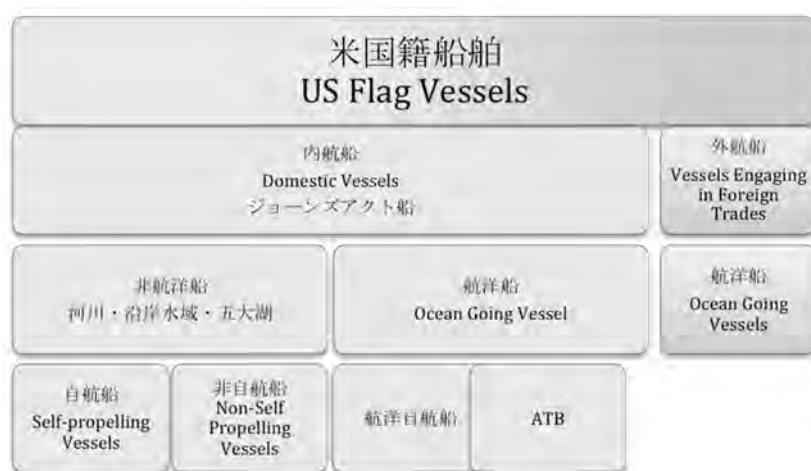 米国籍船舶
US Flag Vessels
内航船
Domestic Vessels
ジョーンズアクト船
外航船
Vessels Engaging
in Foreign
Trades
非航洋船
河川・沿岸水域・五大湖
航洋船
Ocean Going Vessel
航洋船
Ocean Going
Vessels
自航船
Self-propelling
Vessels
非自航船
Non-Self
Propelling
Vessels
航洋自航船
ATB